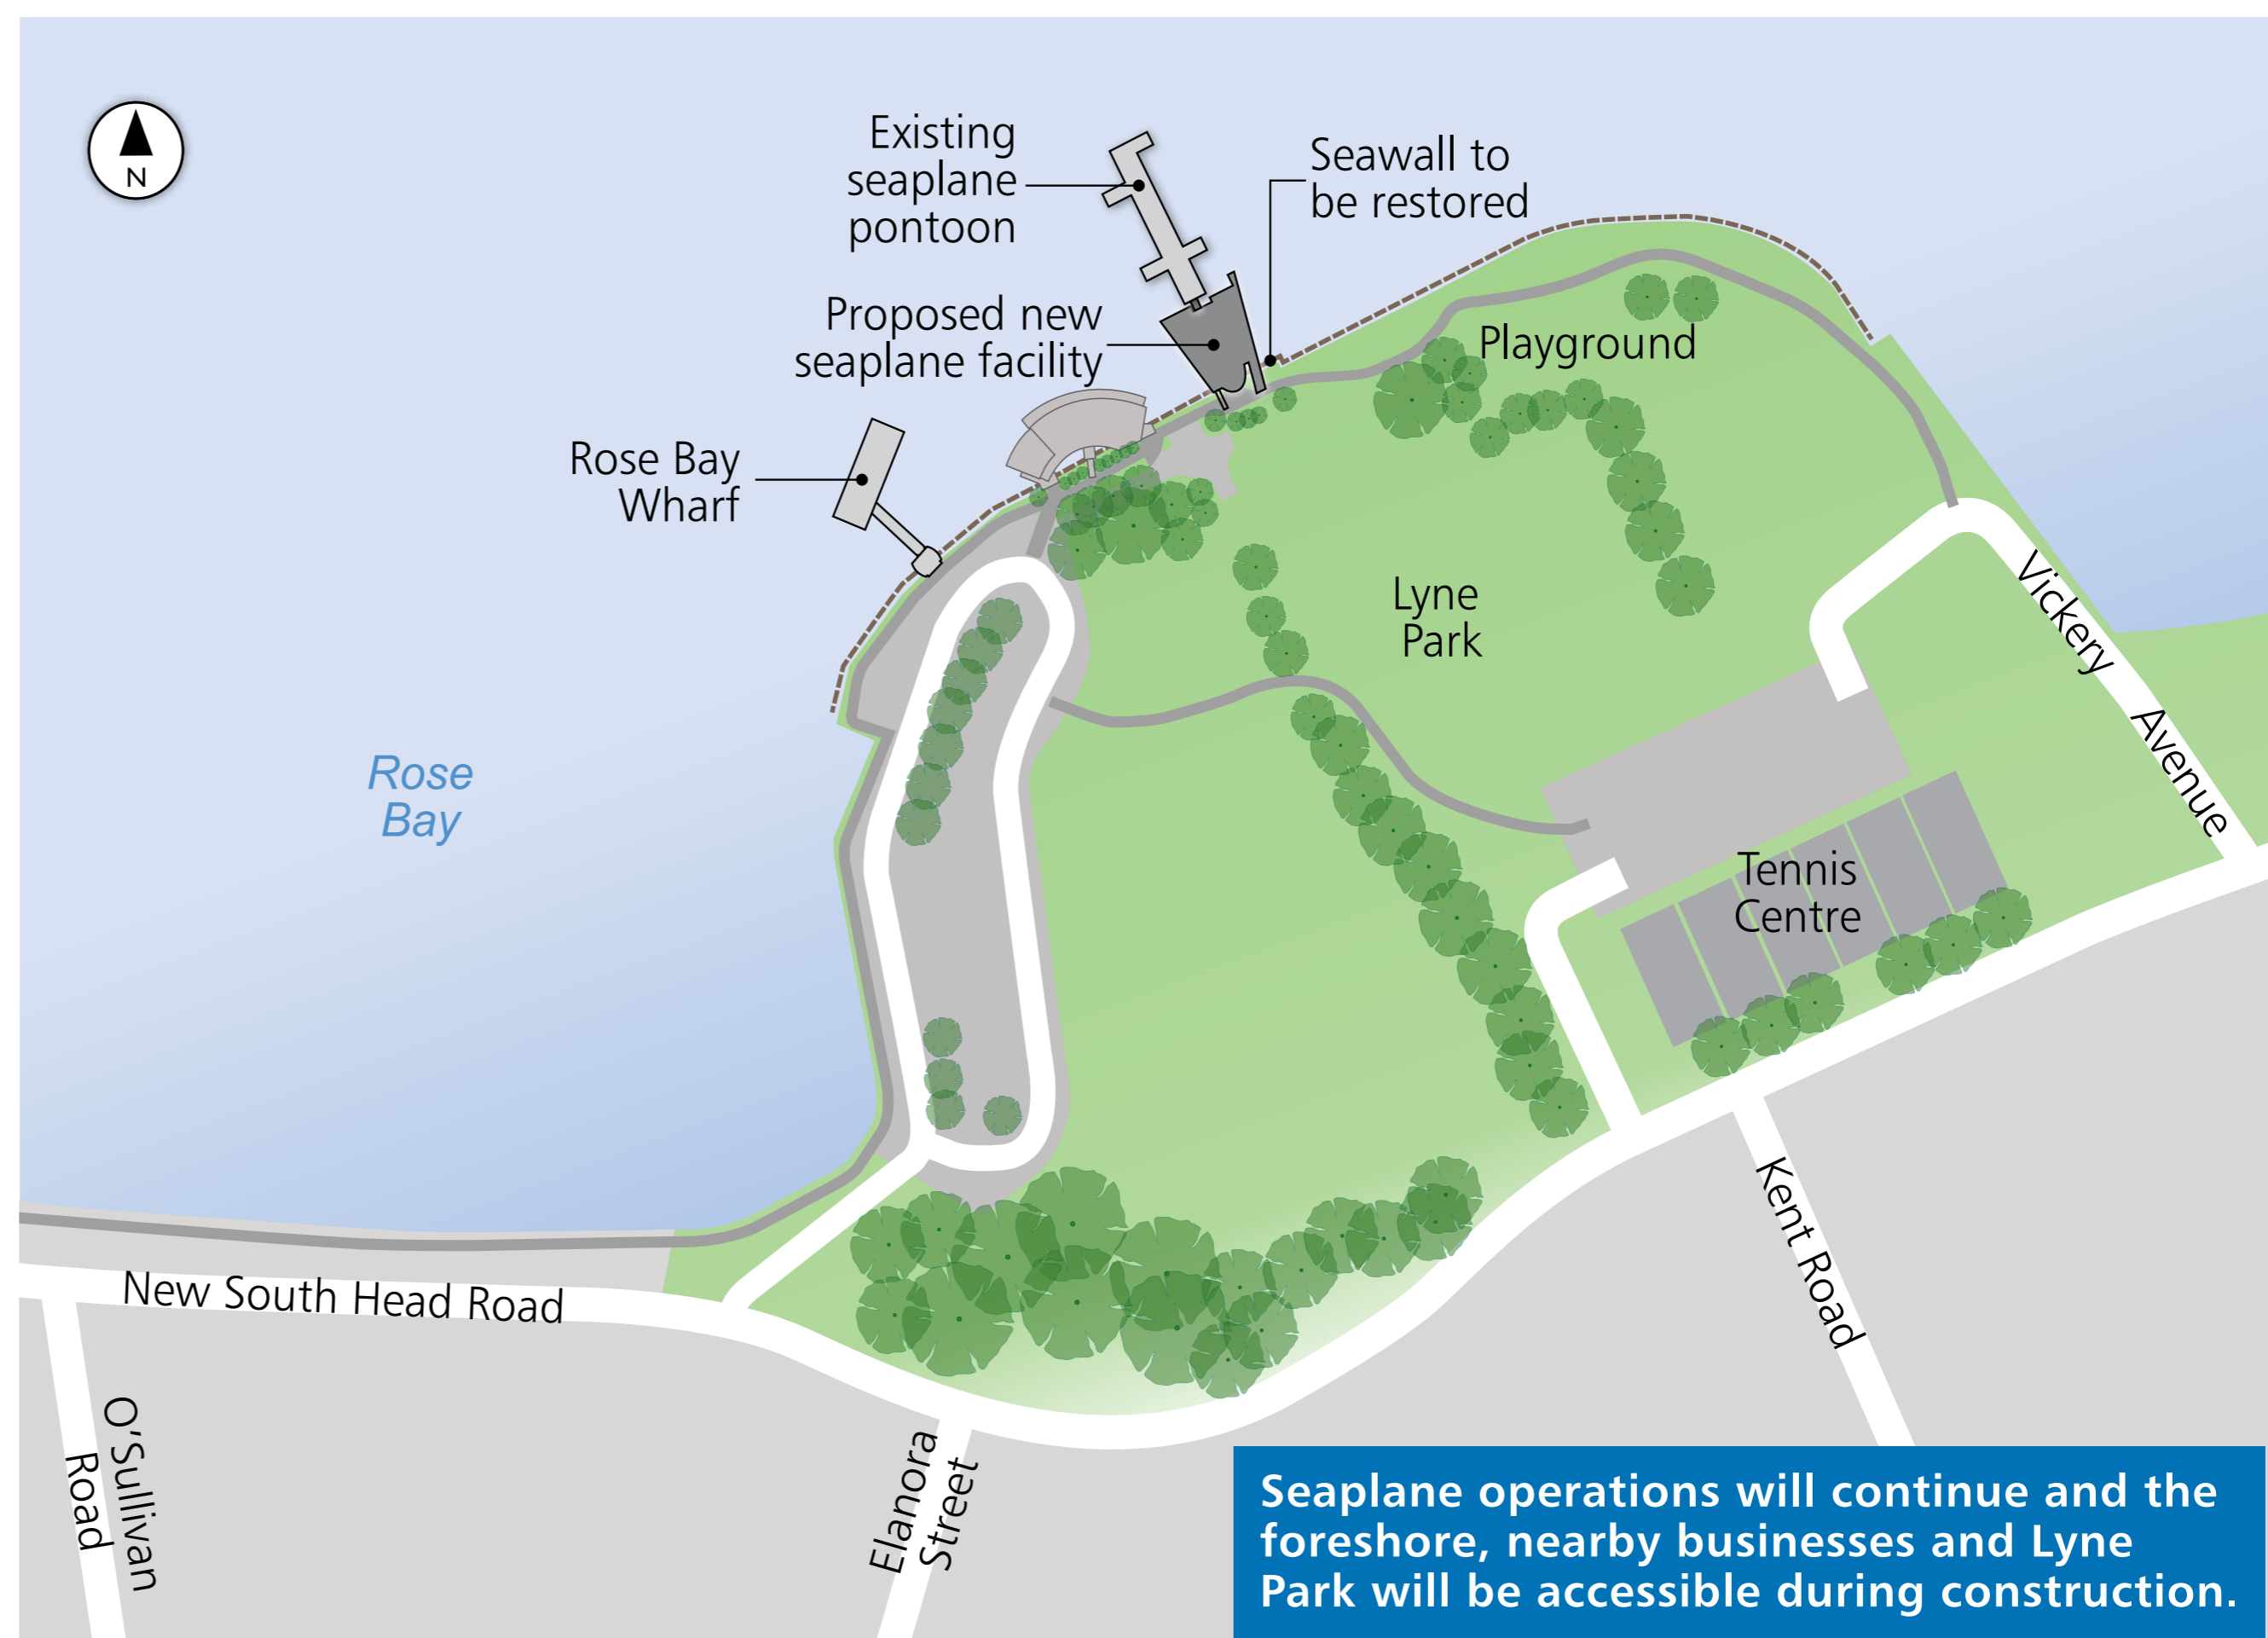 N
Existing
seaplane
pontoon
Seawall to
be restored
Proposed new
seaplane facility
Playground
Rose Bay
Wharf
Lyne
Park
Vickery Avenue
Rose
Bay
Tennis
Centre
Kent Road
New South Head Road
O'Sullivan
Road
Elanora
Street
Seaplane operations will continue and the
foreshore, nearby businesses and Lyne
Park will be accessible during construction.